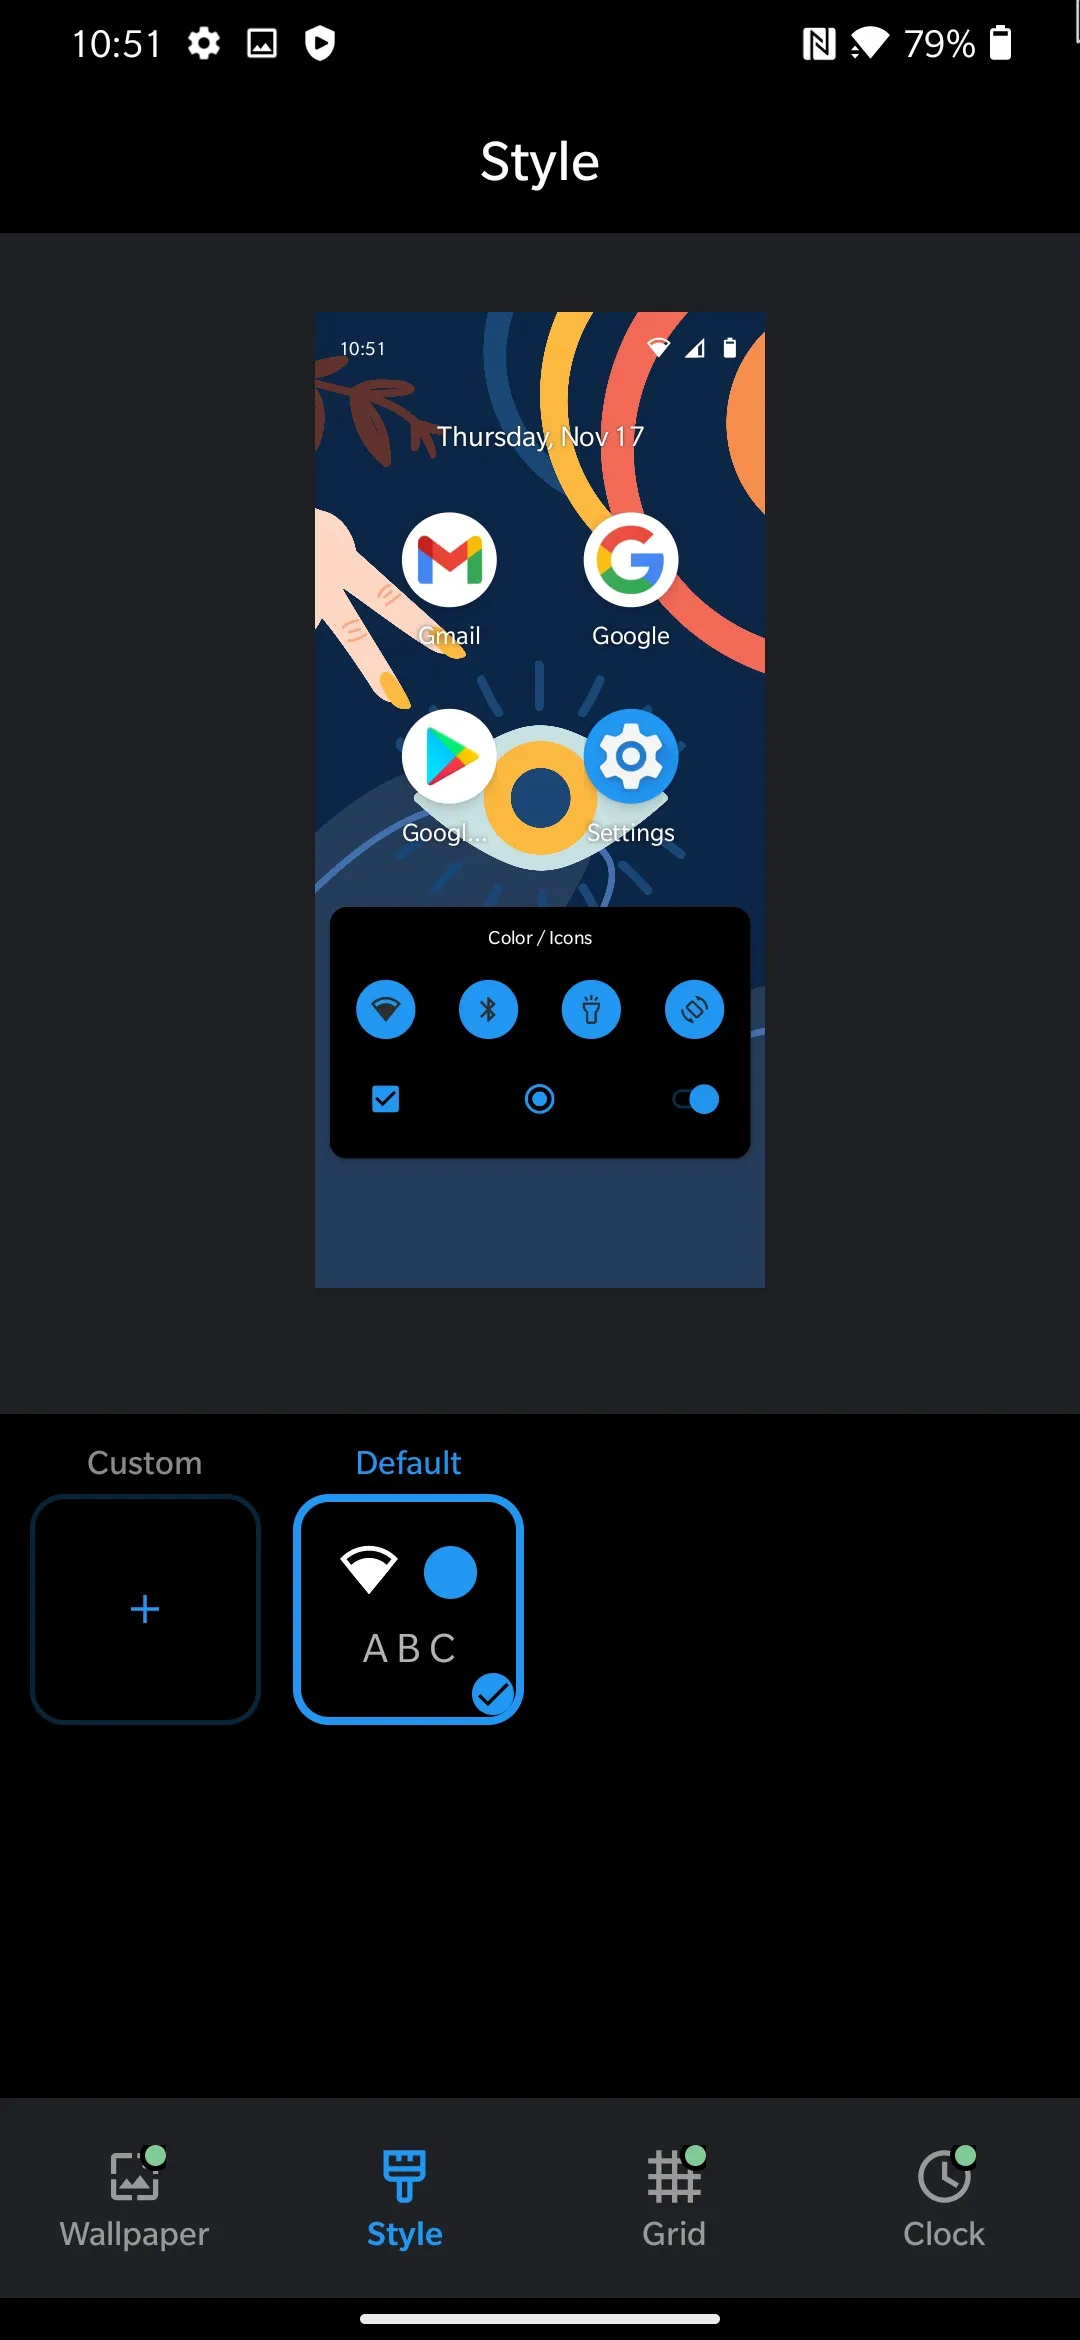 10:51 79%
Style
10:51
Thursday, Nov 17
Gmail Google
Googl... Settings
Color / Icons
Custom Default
A B C
Wallpaper Style Grid Clock